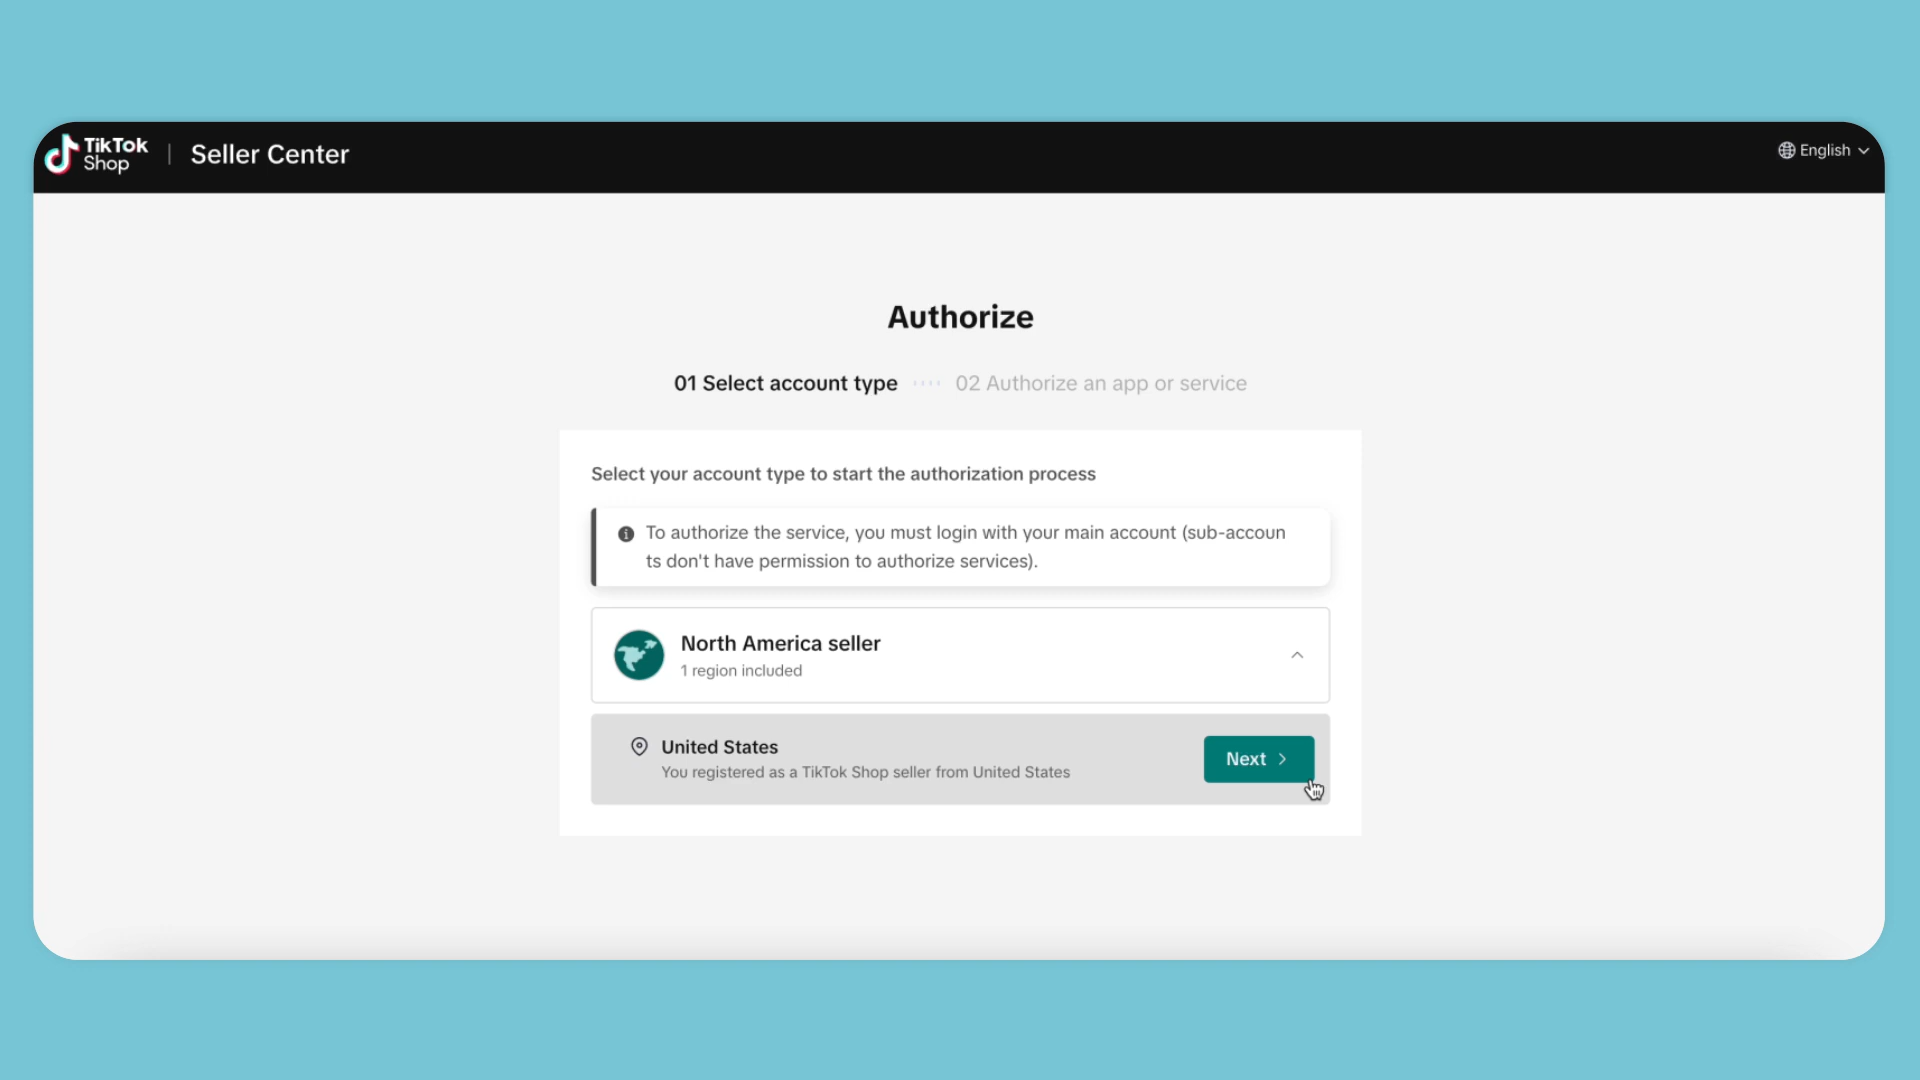 TikTok
Shop
Seller Center
English
Authorize
01 Select account type
02 Authorize an app or service
Select your account type to start the authorization process
To authorize the service, you must login with your main account (sub-accoun
ts don't have permission to authorize services).
North America seller
1 region included
United States
You registered as a TikTok Shop seller from United States
Next